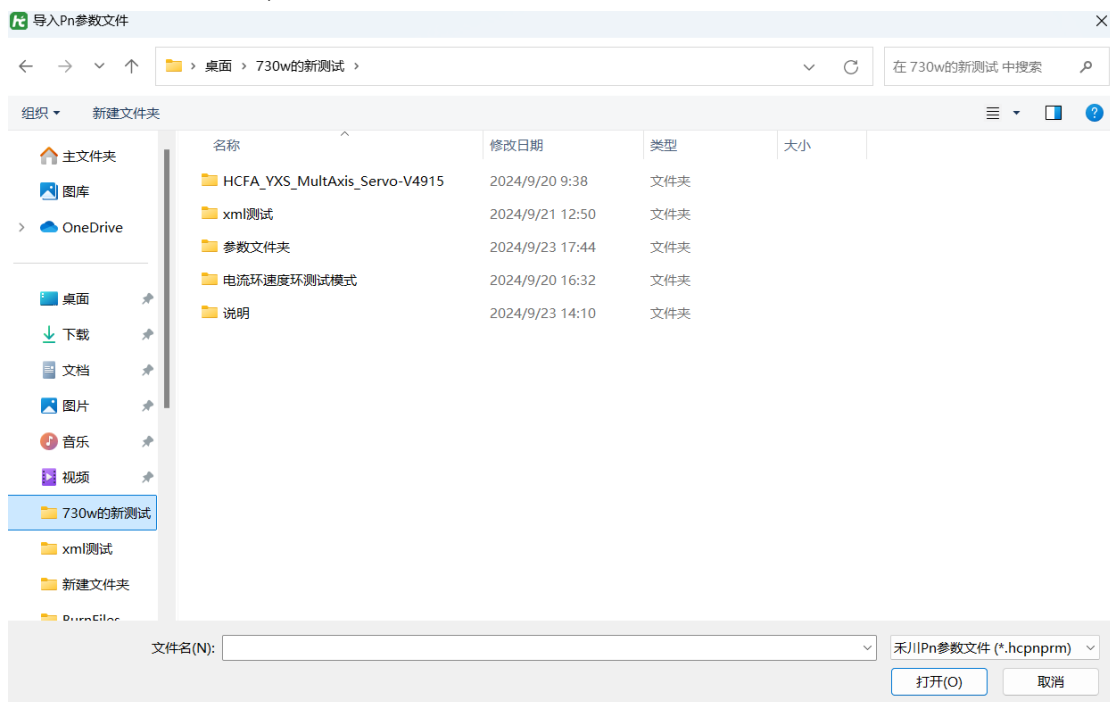 导入Pn参数文件
桌面 > 730w的新测试 >
在 730w的新测试 中搜索
组织 新建文件夹
名称 修改日期 类型 大小
主文件夹
图库
OneDrive
桌面
下载
文档
图片
音乐
视频
730w的新测试
xml测试
新建文件夹
BurnFiles
HCFA_YXS_MultAxis_Servo-V4915 2024/9/20 9:38 文件夹
xml测试 2024/9/21 12:50 文件夹
参数文件夹 2024/9/23 17:44 文件夹
电流环速度环测试模式 2024/9/20 16:32 文件夹
说明 2024/9/23 14:10 文件夹
文件名(N):
禾川Pn参数文件 (*.hcpnprm)
打开(O) 取消